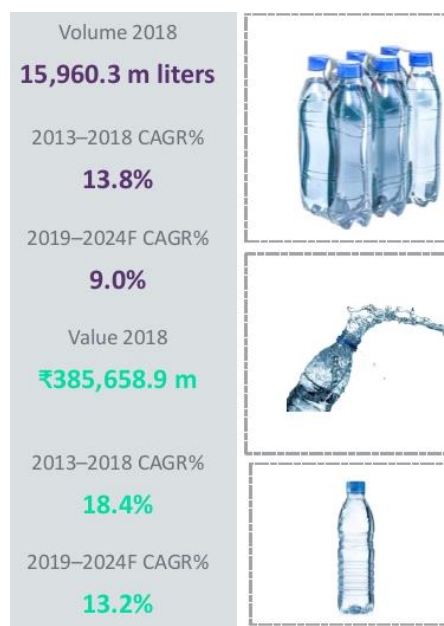 Volume 2018
15,960.3 m liters
2013–2018 CAGR%
13.8%
2019–2024F CAGR%
9.0%
Value 2018
₹385,658.9 m
2013–2018 CAGR%
18.4%
2019–2024F CAGR%
13.2%